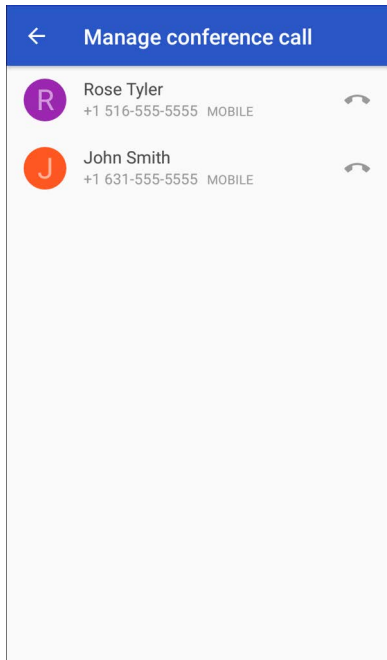 Manage conference call
R
Rose Tyler
+1 516-555-5555 MOBILE
J
John Smith
+1 631-555-5555 MOBILE